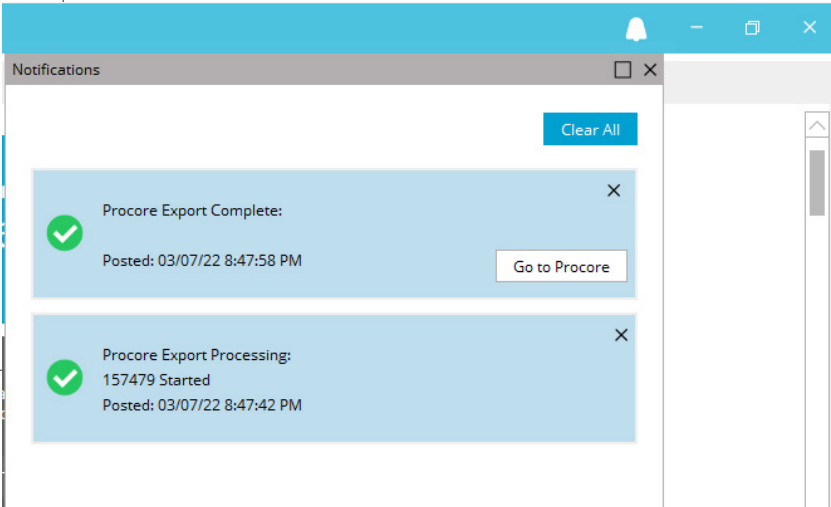 Notifications
Clear All
Procore Export Complete:
Posted: 03/07/22 8:47:58 PM
Go to Procore
Procore Export Processing:
157479 Started
Posted: 03/07/22 8:47:42 PM